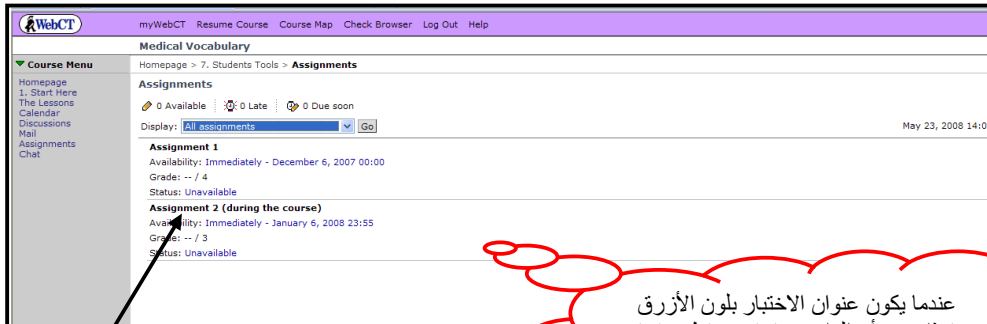 WebCT
myWebCT Resume Course Course Map Check Browser Log Out Help
Medical Vocabulary
Course Menu
Homepage > 7. Students Tools > Assignments
Homepage
1. Start Here
The Lessons
Calendar
Discussions
Mail
Assignments
Chat
Assignments
0 Available 0 Late 0 Due soon
Display: All assignments Go
May 23, 2008 14:0
Assignment 1
Availability: Immediately - December 6, 2007 00:00
Grade: -- / 4
Status: Unavailable
Assignment 2 (during the course)
Availability: Immediately - January 6, 2008 23:55
Grade: -- / 3
Status: Unavailable
عندما يكون عنوان الاختبار بلون الأزرق